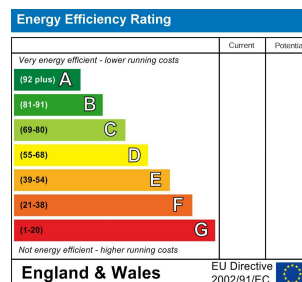 Energy Efficiency Rating
Current Potential
Very energy efficient - lower running costs
(92 plus) A
(81-91) B
(69-80) C
(55-68) D
(39-54) E
(21-38) F
(1-20) G
Not energy efficient - higher running costs
England & Wales
EU Directive
2002/91/EC